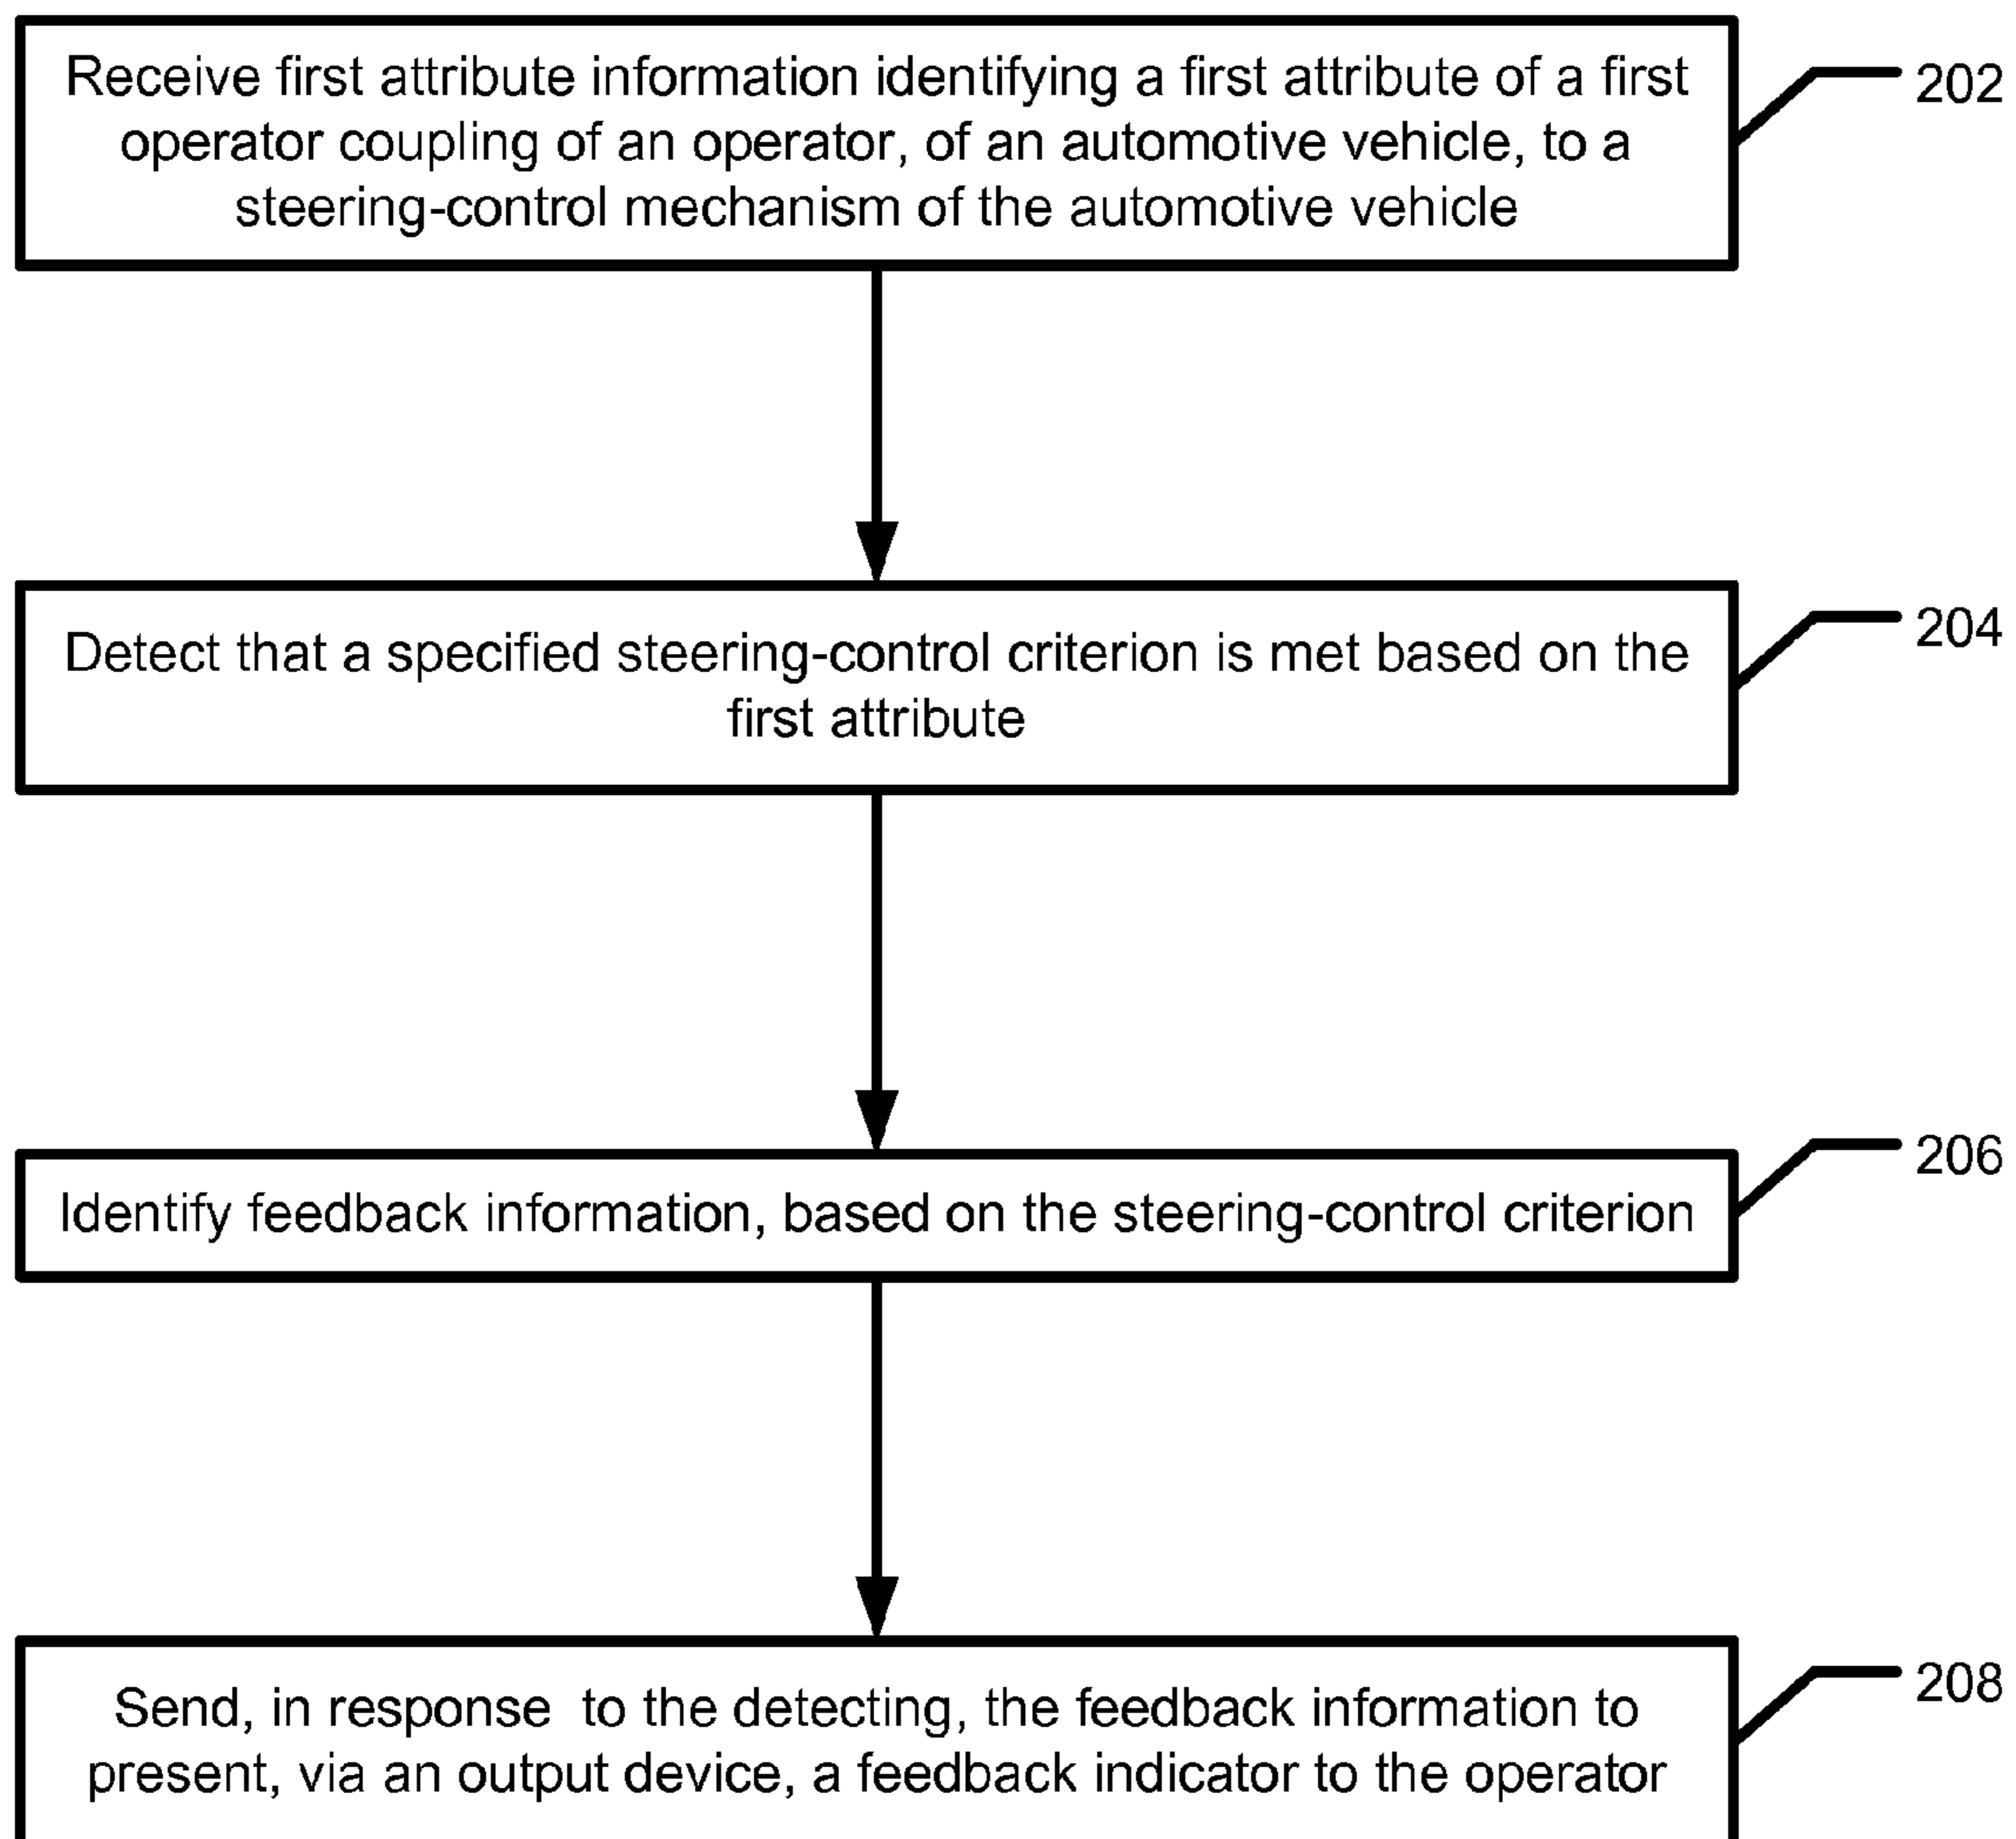 Receive first attribute information identifying a first attribute of a first
operator coupling of an operator, of an automotive vehicle, to a
steering-control mechanism of the automotive vehicle
202
Detect that a specified steering-control criterion is met based on the
first attribute
204
Identify feedback information, based on the steering-control criterion
206
Send, in response  to the detecting, the feedback information to
present, via an output device, a feedback indicator to the operator
208